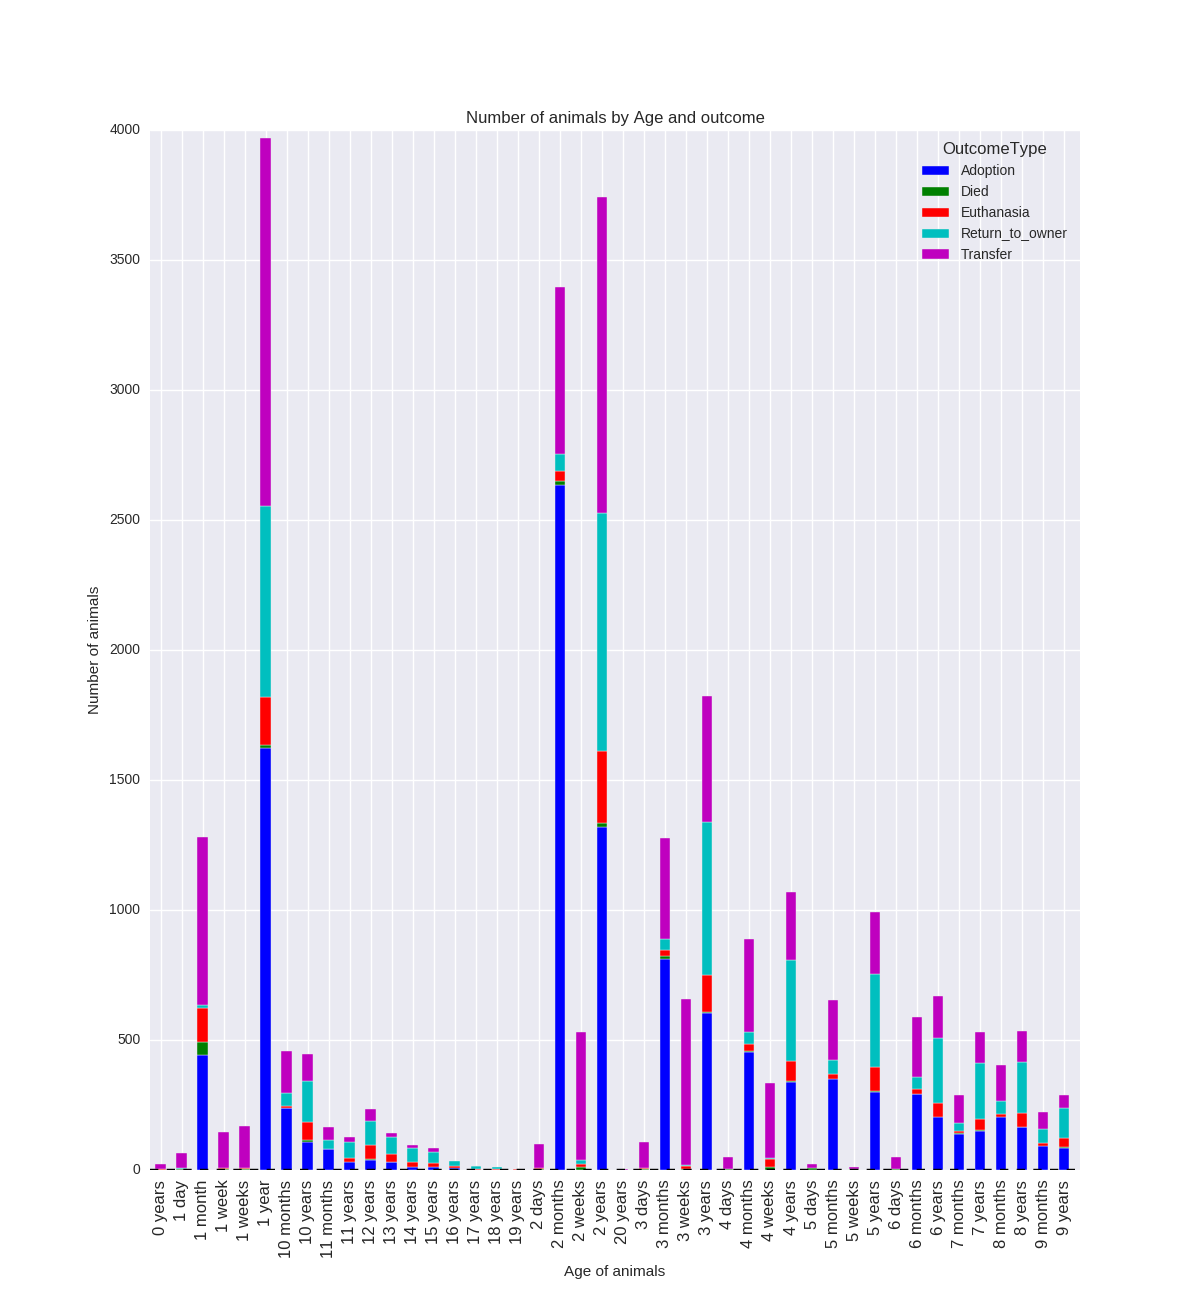 Number of animals by Age and outcome
OutcomeType
Adoption
Died
Euthanasia
Return_to_owner
Transfer
4000
3500
3000
2500
2000
1500
1000
500
0
Number of animals
0 years
1 day
1 month
1 week
1 weeks
1 year
10 months
10 years
11 months
11 years
12 years
13 years
14 years
15 years
16 years
17 years
18 years
19 years
2 days
2 months
2 weeks
2 years
20 years
3 days
3 months
3 weeks
3 years
4 days
4 months
4 weeks
4 years
5 days
5 months
5 weeks
5 years
6 days
6 months
6 years
7 months
7 years
8 months
8 years
9 months
9 years
Age of animals